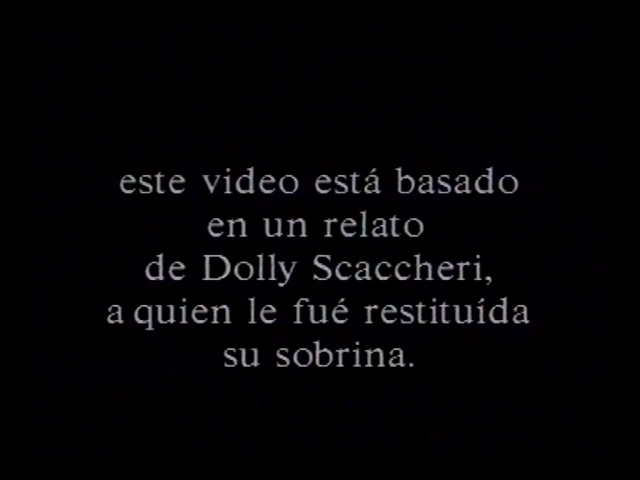 este video está basado
en un relato
de Dolly Scaccheri,
a quien le fué restituída
su sobrina.